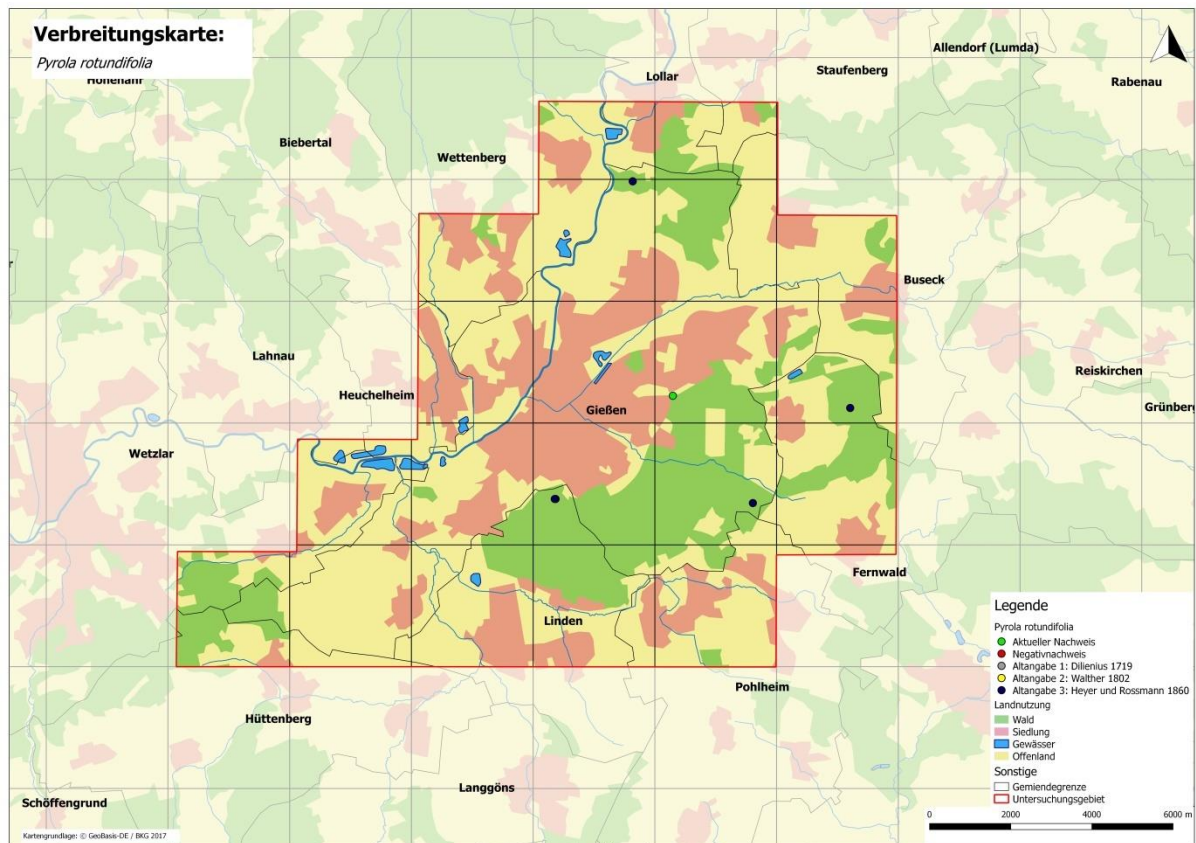 Verbreitungskarte:
Pyrola rotundifolia
Hohenahr
Lollar
Allendorf (Lumda)
Staufenberg
Rabenau
Biebertal
Wettenberg
Buseck
Lahnau
Heuchelheim
Reiskirchen
Gießen
Grünberg
Wetzlar
Fernwald
Linden
Pohlheim
Hüttenberg
Langgöns
Schöffengrund
Legende
Pyrola rotundifolia
Aktueller Nachweis
Negativnachweis
Altangabe 1: Dilienius 1719
Altangabe 2: Walther 1802
Altangabe 3: Heyer und Rossmann 1860
Landnutzung
Wald
Siedlung
Gewässer
Offenland
Sonstige
Gemiendegrenze
Untersuchungsgebiet
0 2000 4000 6000 m
Kartengrundlage: © GeoBasis-DE / BKG 2017